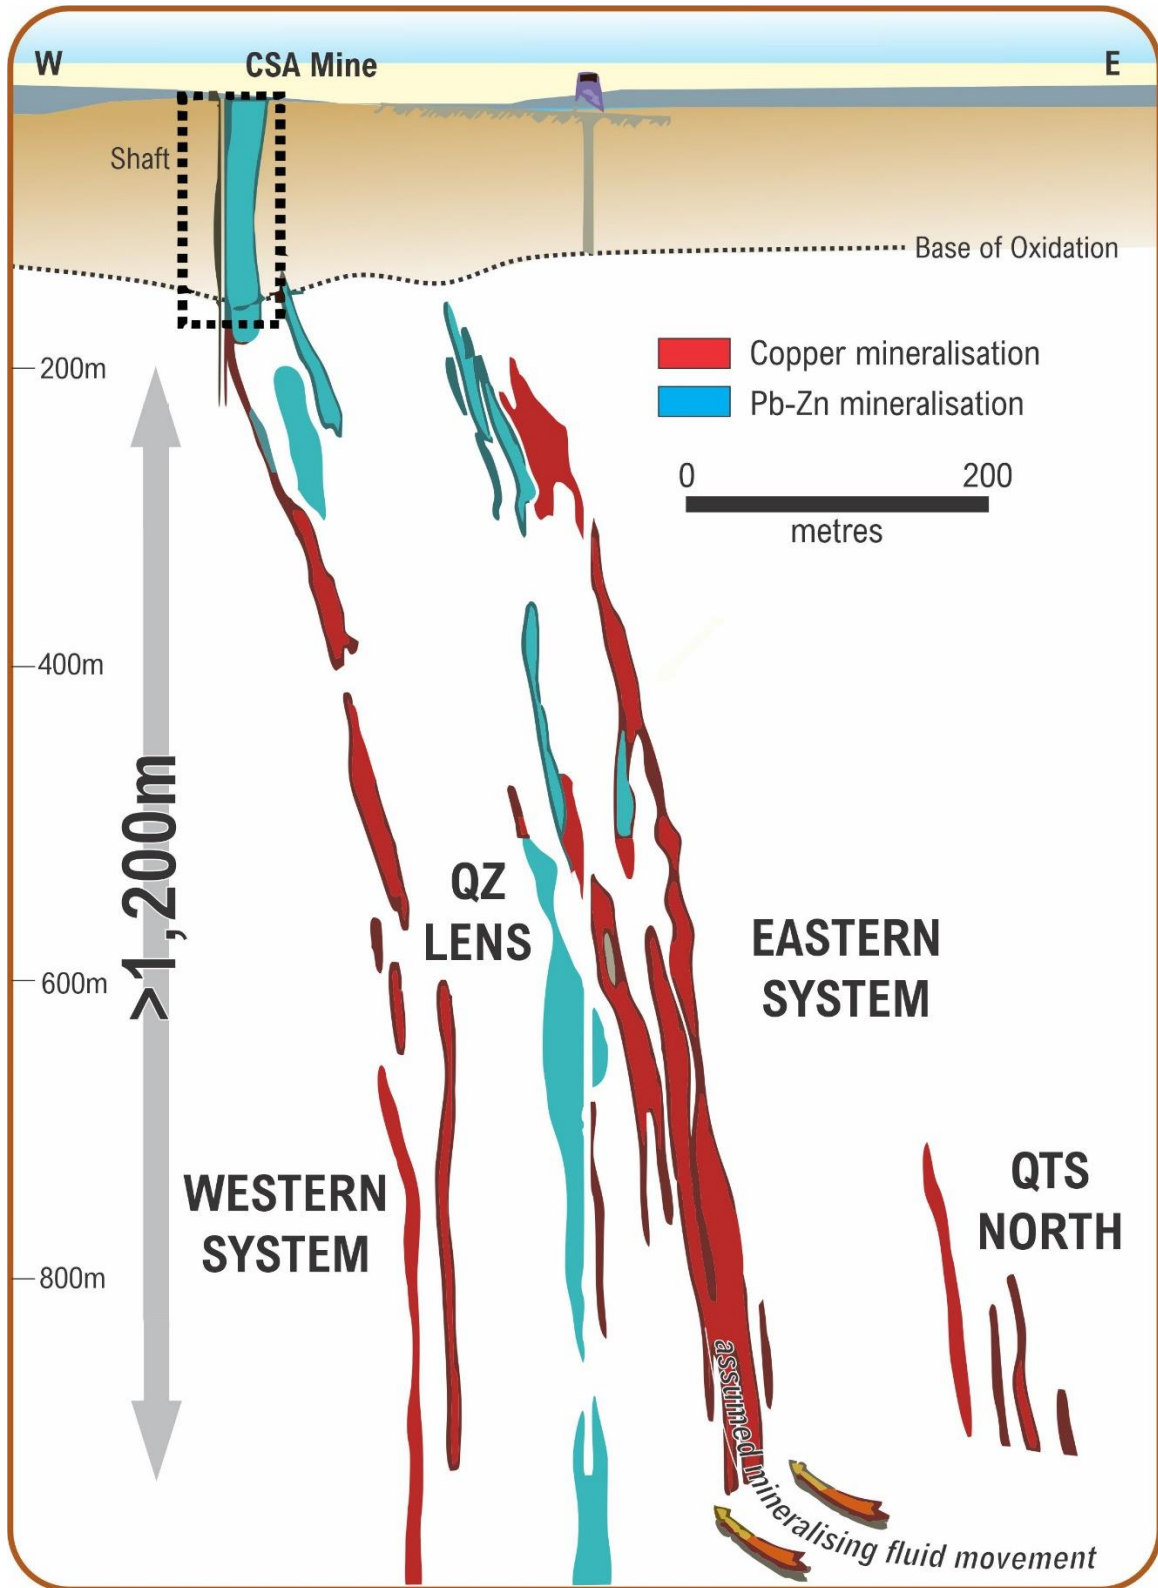 W
CSA Mine
E
Shaft
Base of Oxidation
200m
Copper mineralisation
Pb-Zn mineralisation
0
200
metres
400m
>1,200m
QZ
LENS
EASTERN
SYSTEM
600m
WESTERN
SYSTEM
QTS
NORTH
800m
assumed mineralising fluid movement